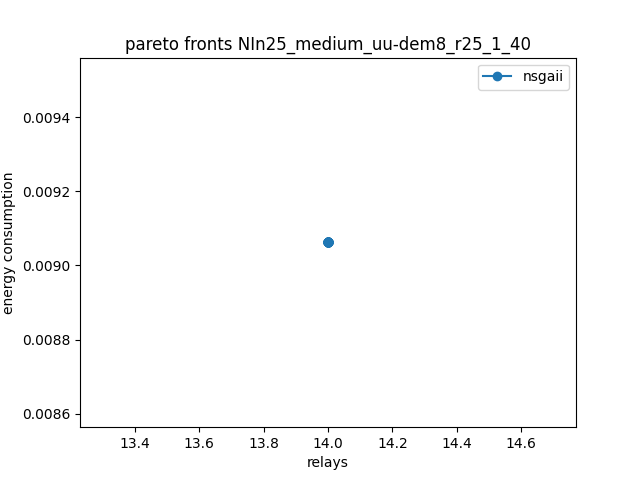 pareto fronts NIn25_medium_uu-dem8_r25_1_40
nsgaii
energy consumption
0.0094
0.0092
0.0090
0.0088
0.0086
13.4 13.6 13.8 14.0 14.2 14.4 14.6
relays